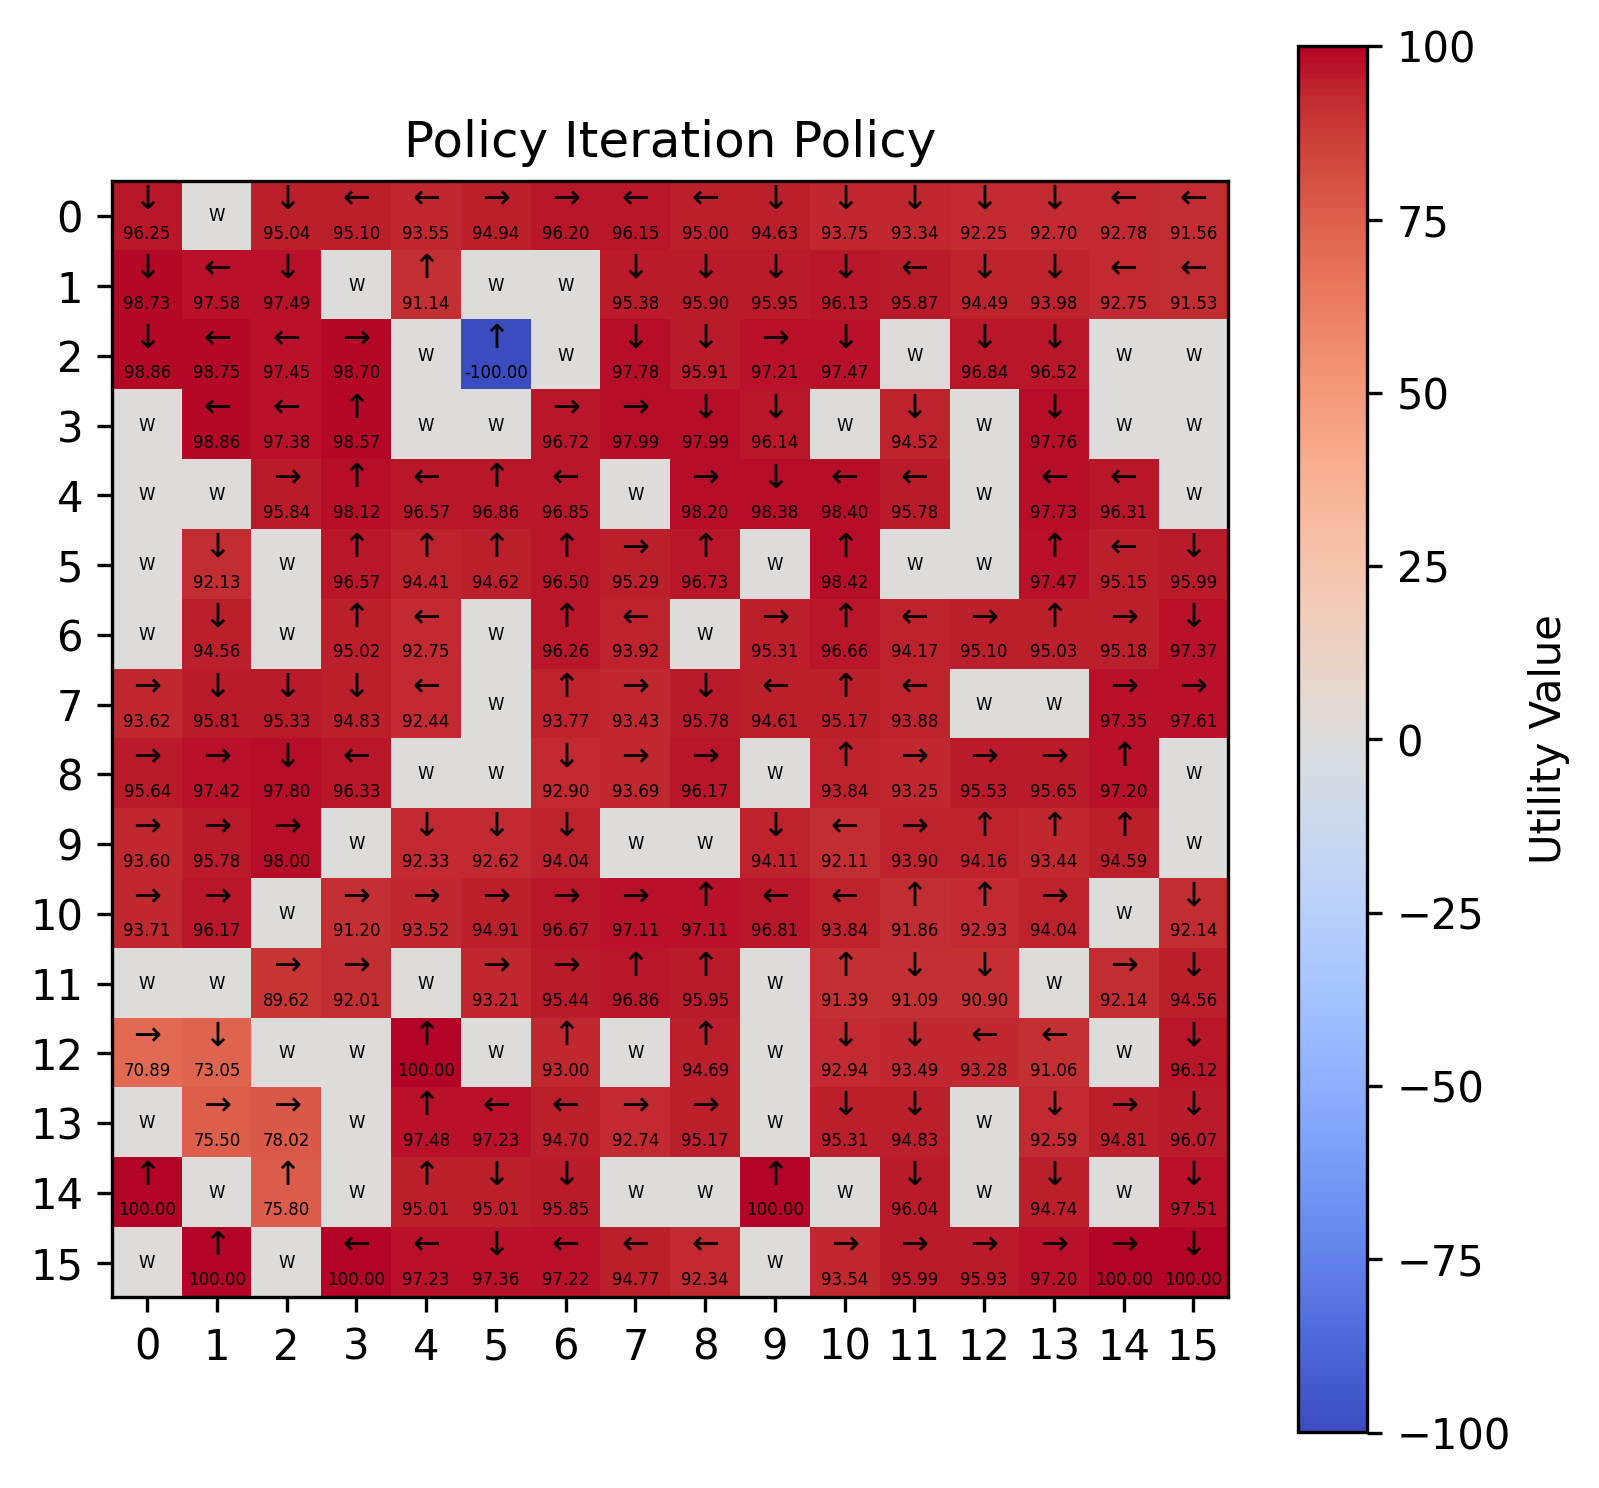 Policy Iteration Policy
0 ↓ W ↓ ← ← → → ← ← ↓ ↓ ↓ ↓ ↓ ← ←
96.25 95.04 95.10 93.55 94.94 96.20 96.15 95.00 94.63 93.75 93.34 92.25 92.70 92.78 91.56
1 ↓ ← ↓ W ↑ W W ↓ ↓ ↓ ↓ ← ↓ ↓ ← ←
98.73 97.58 97.49 91.14 95.38 95.90 95.95 96.13 95.87 94.49 93.98 92.75 91.53
2 ↓ ← ← → W ↑ W ↓ ↓ → ↓ W ↓ ↓ W W
98.86 98.75 97.45 98.70 -100.00 97.78 95.91 97.21 97.47 96.84 96.52
3 W ← ← ↑ W W → → ↓ ↓ W ↓ W ↓ W W
98.86 97.38 98.57 96.72 97.99 97.99 96.14 94.52 97.76
4 W W → ↑ ← ↑ ← W → ↓ ← ← W ← ← W
95.84 98.12 96.57 96.86 96.85 98.20 98.38 98.40 95.78 97.73 96.31
5 W ↓ W ↑ ↑ ↑ ↑ → ↑ W ↑ W W ↑ ← ↓
92.13 96.57 94.41 94.62 96.50 95.29 96.73 98.42 97.47 95.15 95.99
6 W ↓ W ↑ ← W ↑ ← W → ↑ ← → ↑ → ↓
94.56 95.02 92.75 96.26 93.92 95.31 96.66 94.17 95.10 95.03 95.18 97.37
7 → ↓ ↓ ↓ ← W ↑ → ↓ ← ↑ ← W W → →
93.62 95.81 95.33 94.83 92.44 93.77 93.43 95.78 94.61 95.17 93.88 97.35 97.61
8 → → ↓ ← W W ↓ → → W ↑ → → → ↑ W
95.64 97.42 97.80 96.33 92.90 93.69 96.17 93.84 93.25 95.53 95.65 97.20
9 → → → W ↓ ↓ ↓ W W ↓ ← → ↑ ↑ ↑ W
93.60 95.78 98.00 92.33 92.62 94.04 94.11 92.11 93.90 94.16 93.44 94.59
10 → → W → → → → → ↑ ← ← ↑ ↑ → W ↓
93.71 96.17 91.20 93.52 94.91 96.67 97.11 97.11 96.81 93.84 91.86 92.93 94.04 92.14
11 W W → → W → → ↑ ↑ W ↑ ↓ ↓ W → ↓
89.62 92.01 93.21 95.44 96.86 95.95 91.39 91.09 90.90 92.14 94.56
12 → ↓ W W ↑ W ↑ W ↑ W ↓ ↓ ← ← W ↓
70.89 73.05 100.00 93.00 94.69 92.94 93.49 93.28 91.06 96.12
13 W → → W ↑ ← ← → → W ↓ ↓ W ↓ → ↓
75.50 78.02 97.48 97.23 94.70 92.74 95.17 95.31 94.83 92.59 94.81 96.07
14 ↑ W ↑ W ↑ ↓ ↓ W W ↑ W ↓ W ↓ W ↓
100.00 75.80 95.01 95.01 95.85 100.00 96.04 94.74 97.51
15 W ↑ W ← ← ↓ ← ← ← W → → → → → ↓
100.00 100.00 97.23 97.36 97.22 94.77 92.34 93.54 95.99 95.93 97.20 100.00 100.00
0 1 2 3 4 5 6 7 8 9 10 11 12 13 14 15
100
75
50
25
0
−25
−50
−75
−100
Utility Value